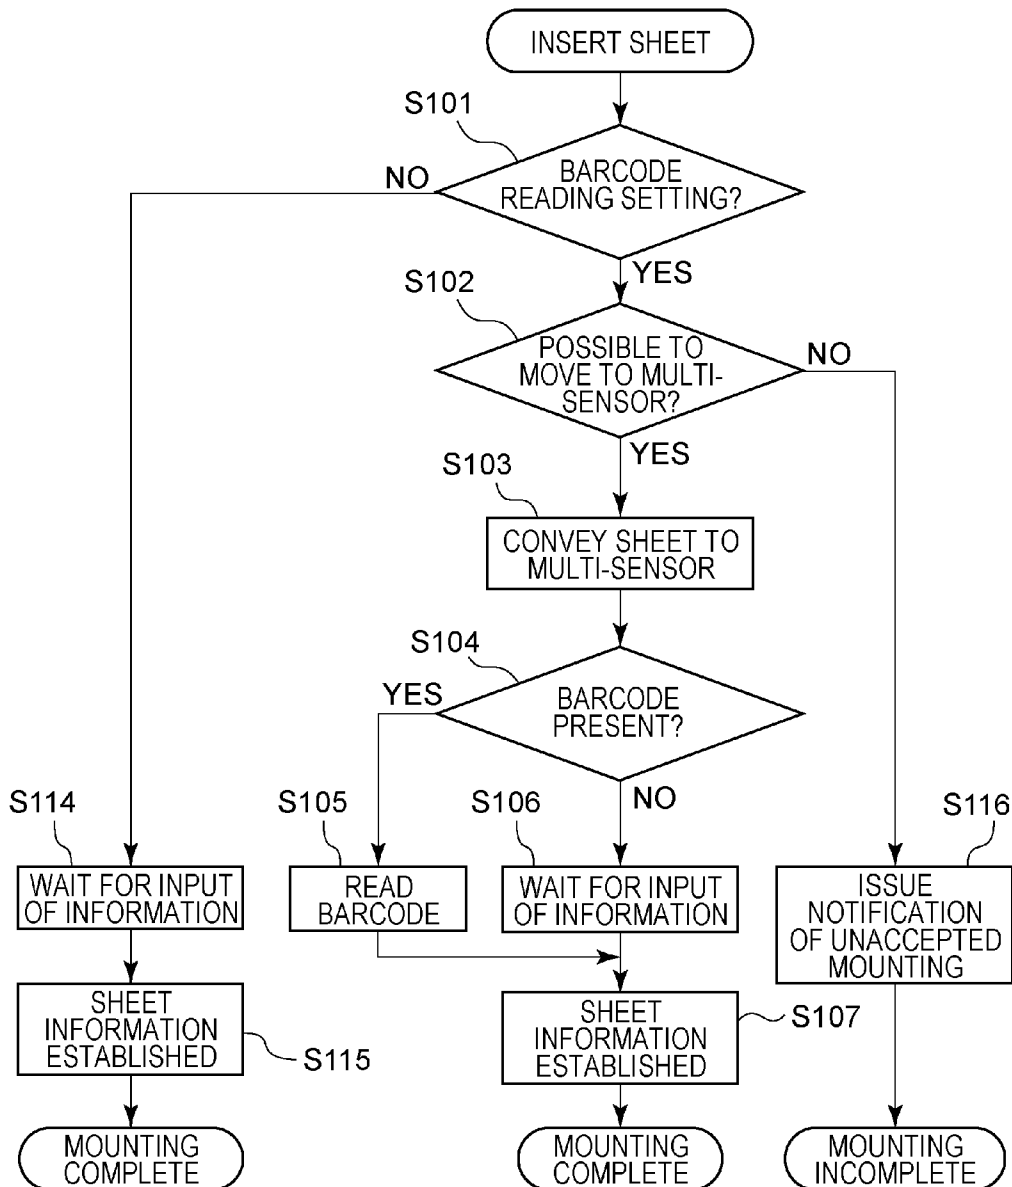 INSERT SHEET
S101
BARCODE
READING SETTING?
NO
YES
S102
POSSIBLE TO
MOVE TO MULTI-
SENSOR?
NO
YES
S103
CONVEY SHEET TO
MULTI-SENSOR
S104
BARCODE
PRESENT?
YES
NO
S114
WAIT FOR INPUT
OF INFORMATION
S105
READ
BARCODE
S106
WAIT FOR INPUT
OF INFORMATION
S116
ISSUE
NOTIFICATION
OF UNACCEPTED
MOUNTING
SHEET
INFORMATION
ESTABLISHED
S115
SHEET
INFORMATION
ESTABLISHED
S107
MOUNTING
COMPLETE
MOUNTING
COMPLETE
MOUNTING
INCOMPLETE